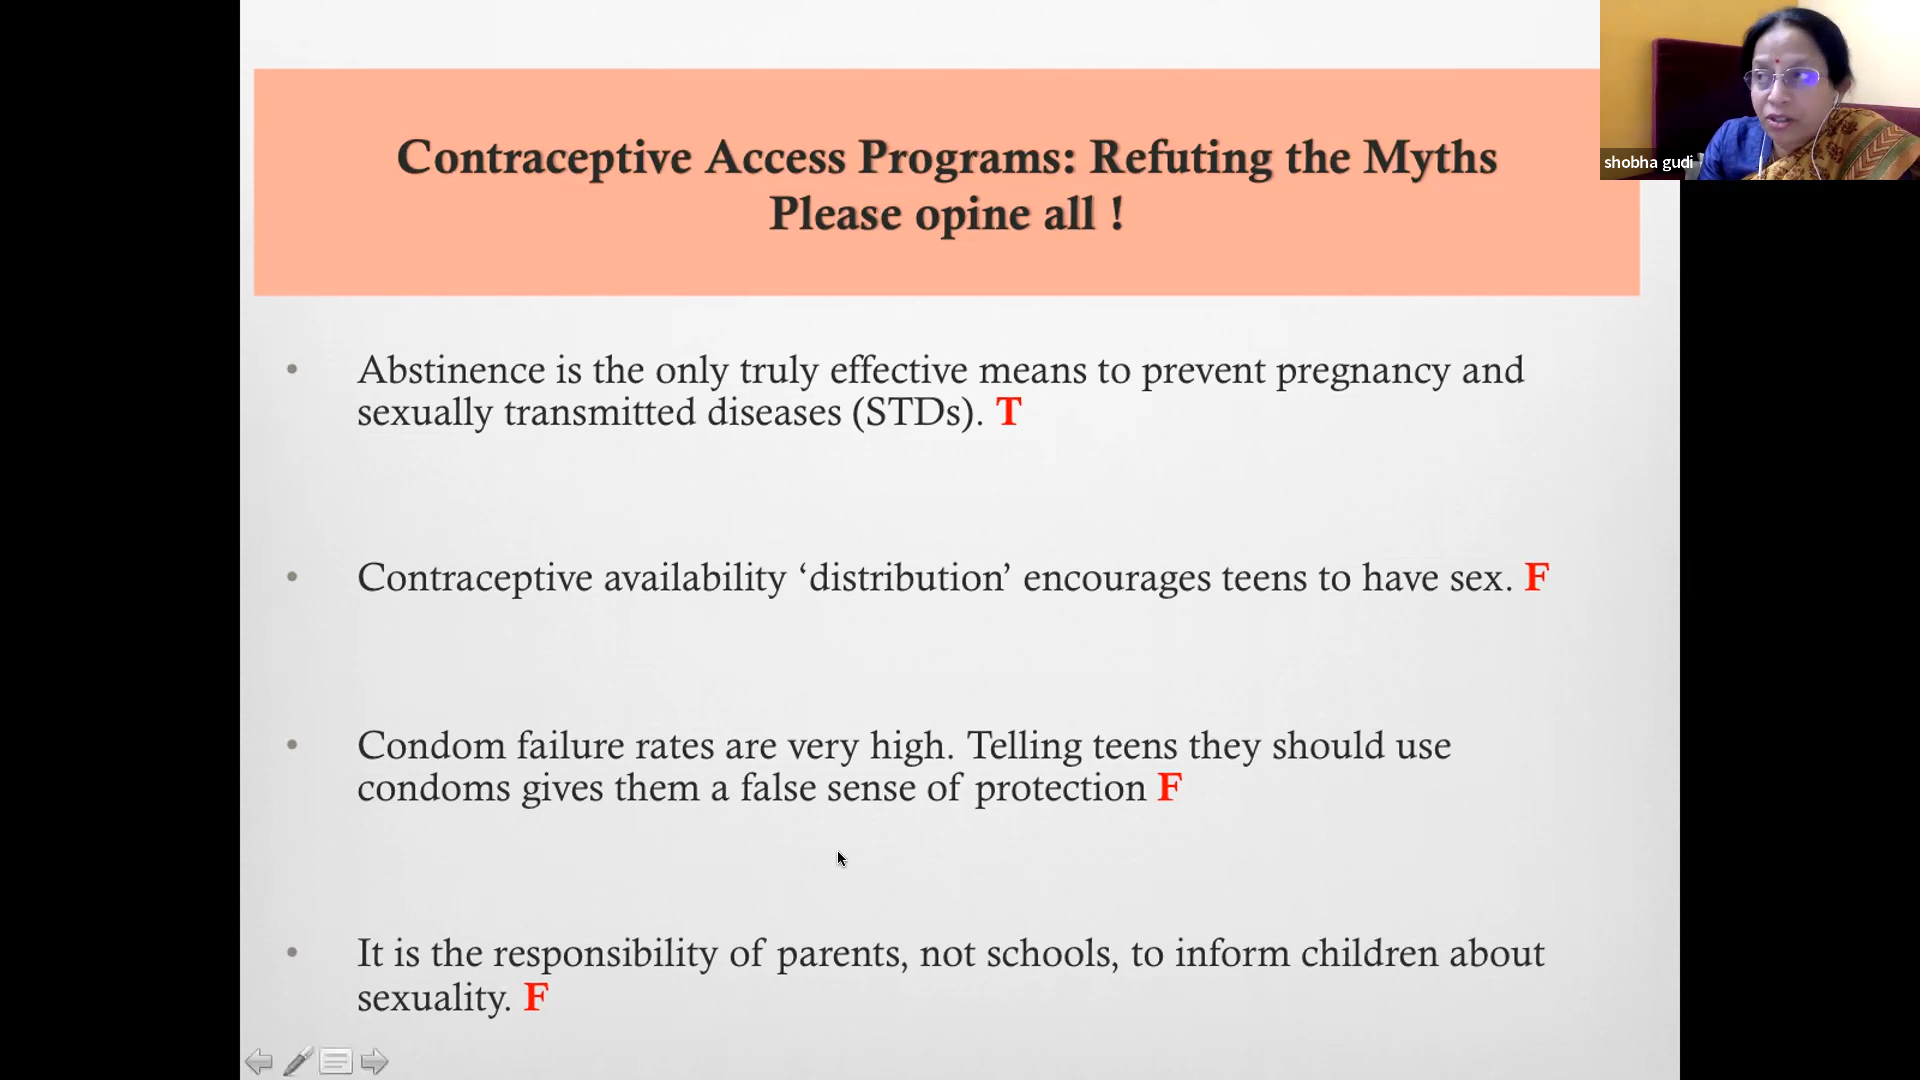 Contraceptive Access Programs: Refuting the Myths
Please opine all !
shobha gudi
• Abstinence is the only truly effective means to prevent pregnancy and
sexually transmitted diseases (STDs). T
• Contraceptive availability ‘distribution’ encourages teens to have sex. F
• Condom failure rates are very high. Telling teens they should use
condoms gives them a false sense of protection F
• It is the responsibility of parents, not schools, to inform children about
sexuality. F